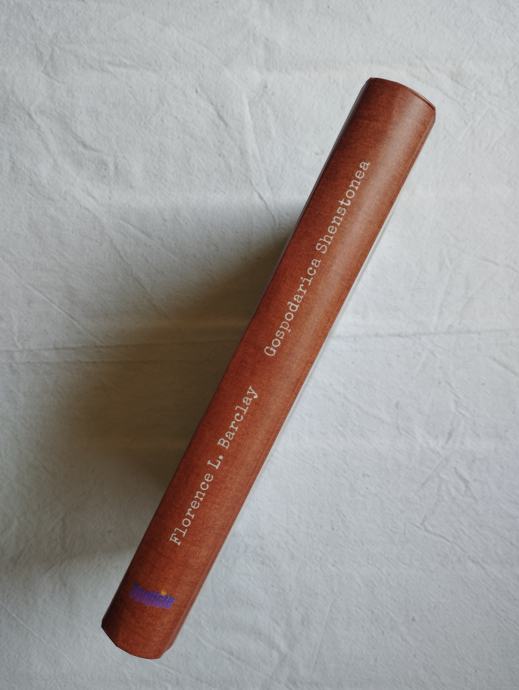 Florence L. Barclay
Gospodarica Shenstonea